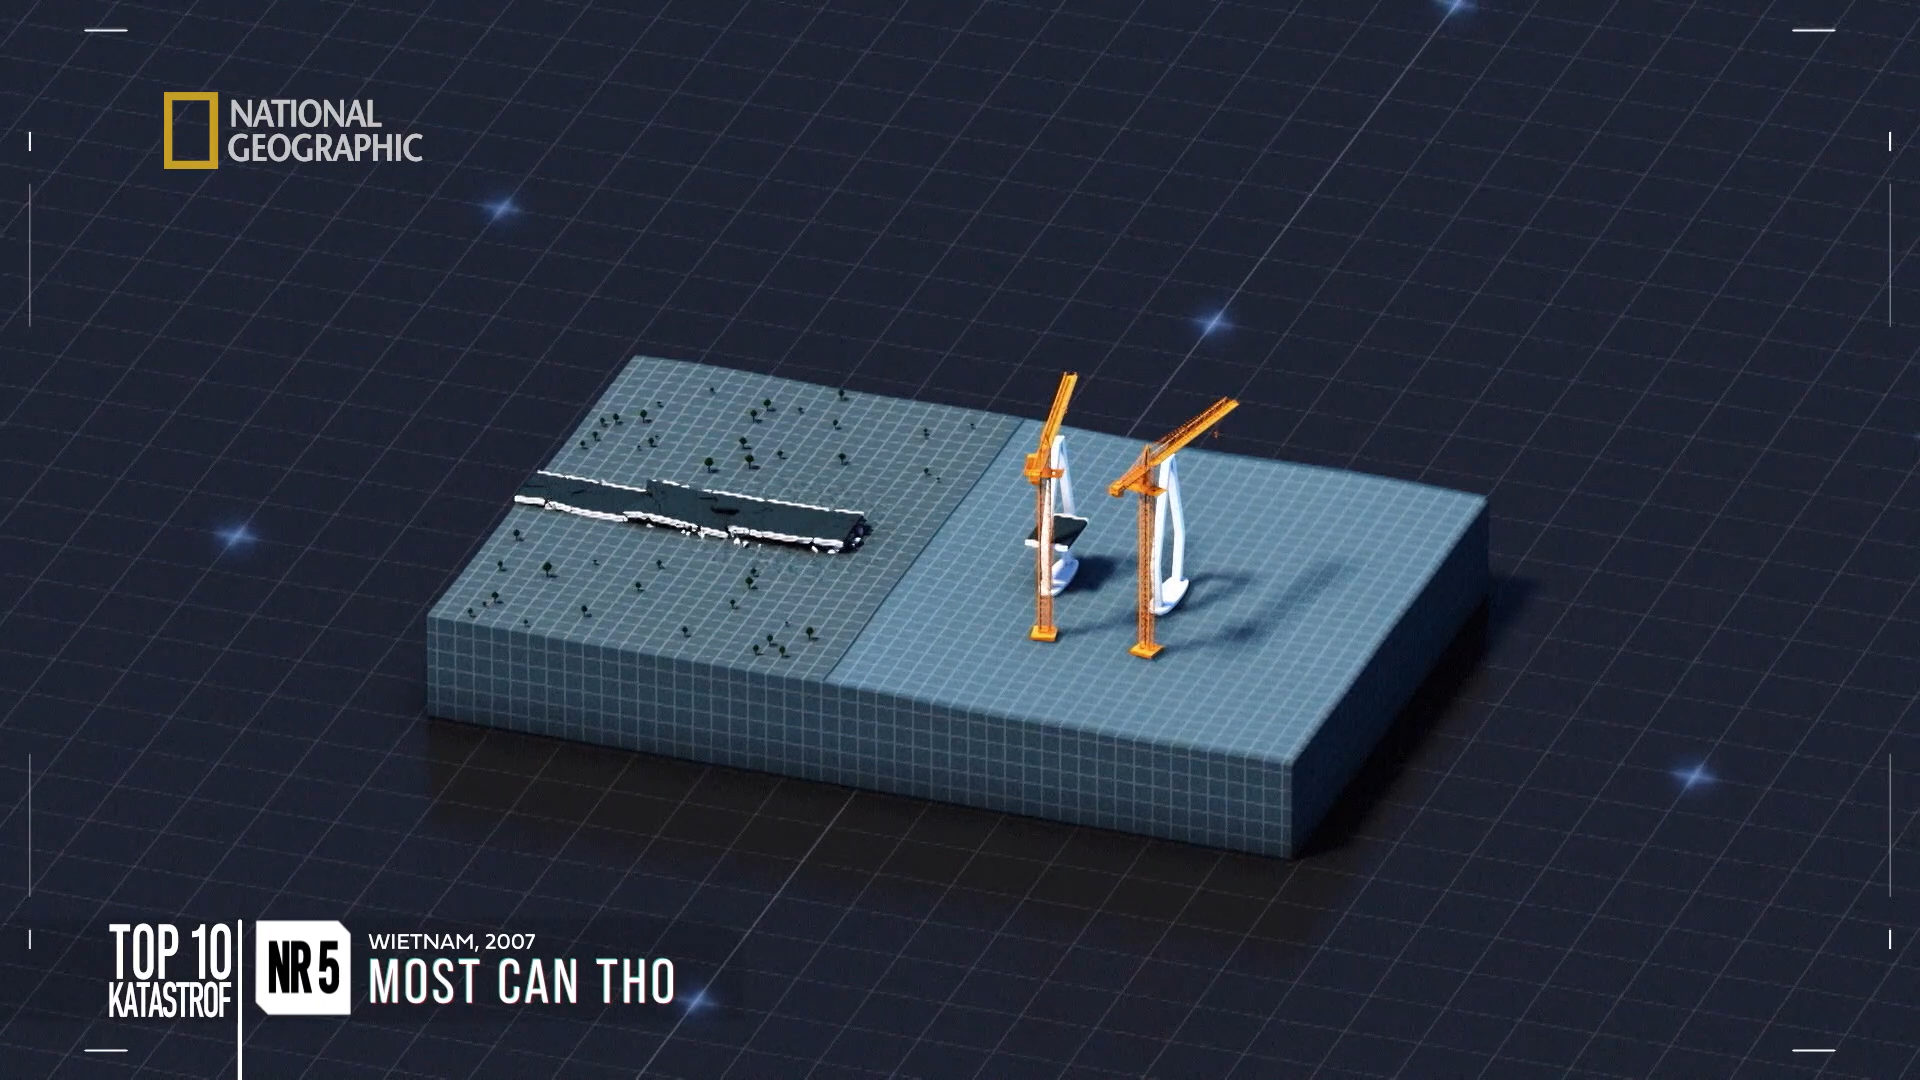 NATIONAL
GEOGRAPHIC
TOP 10
KATASTROF
NR 5
WIETNAM, 2007
MOST CAN THO